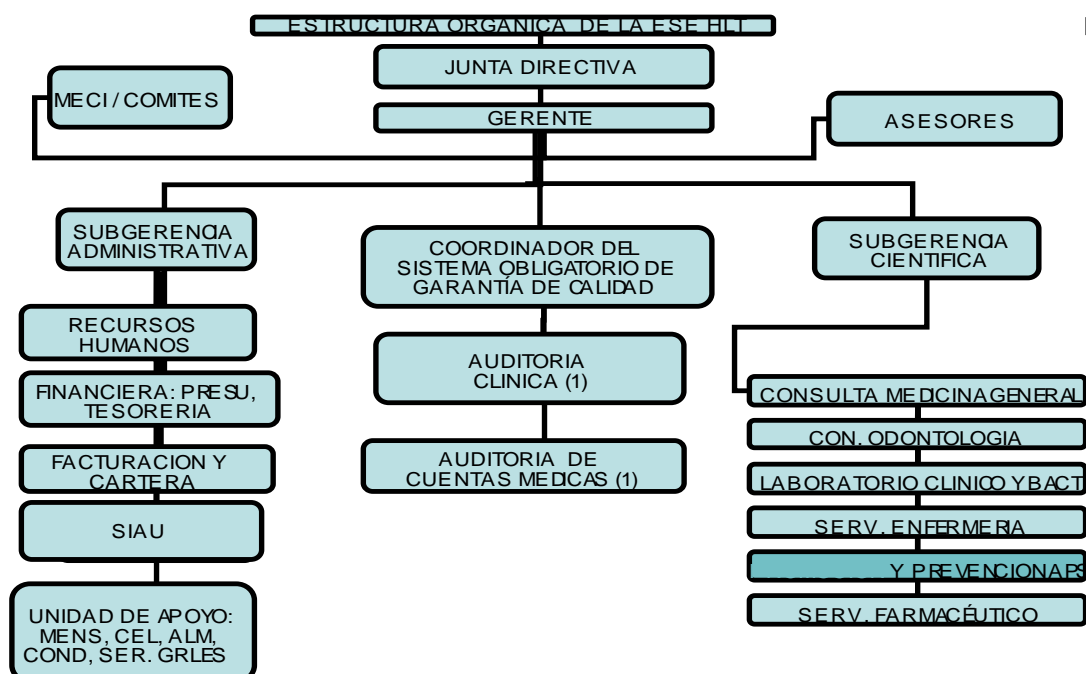 ESTRUCTURA ORGANICA DE LA ESE HLT
JUNTA DIRECTIVA
MECI / COMITES
GERENTE
ASESORES
SUBGERENCIA
ADMINISTRATIVA
COORDINADOR DEL
SISTEMA OBLIGATORIO DE
GARANTÍA DE CALIDAD
SUBGERENCIA
CIENTIFICA
RECURSOS
HUMANOS
FINANCIERA: PRESU,
TESORERIA
FACTURACION Y
CARTERA
SIAU
UNIDAD DE APOYO:
MENS, CEL, ALM,
COND, SER. GRLES
AUDITORIA
CLINICA (1)
AUDITORIA DE
CUENTAS MEDICAS (1)
CONSULTA MEDICINA GENERAL
CON. ODONTOLOGIA
LABORATORIO CLINICO Y BACT
SERV. ENFERMERIA
Y PREVENCION APS
SERV. FARMACÉUTICO